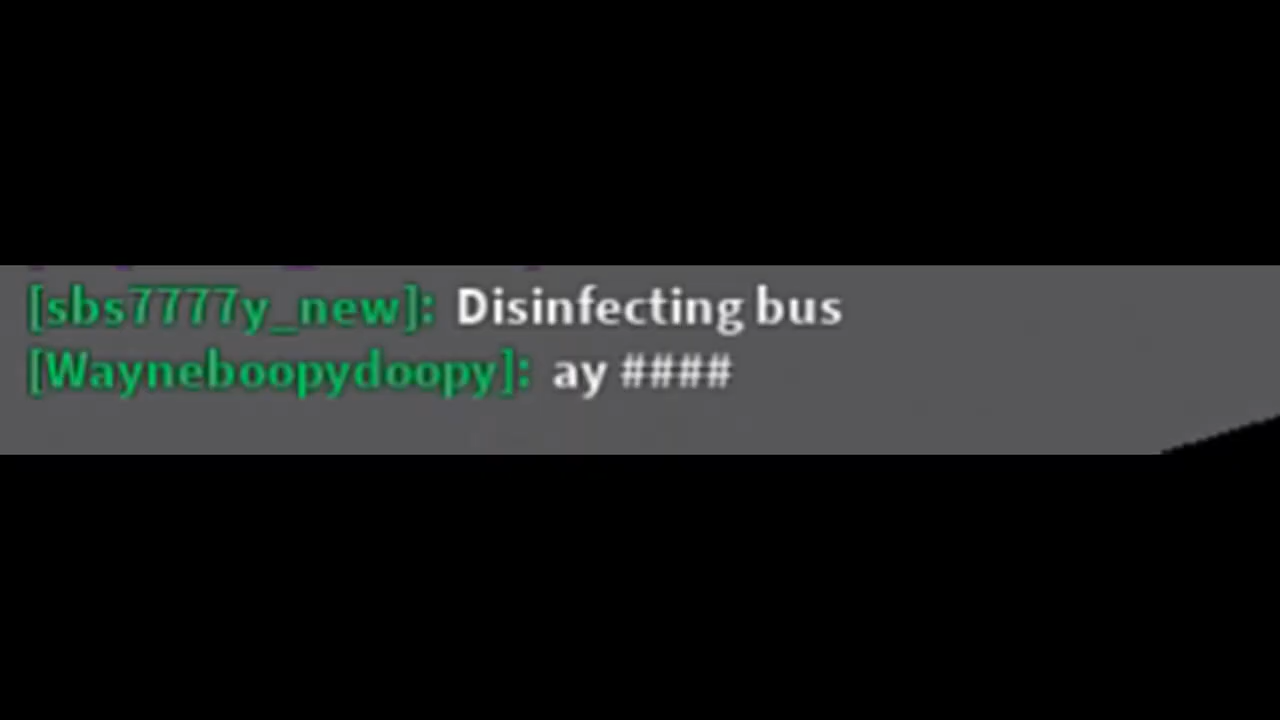 [sbs7777y_new]: Disinfecting bus
[Wayneboopydoopy]: ay ####